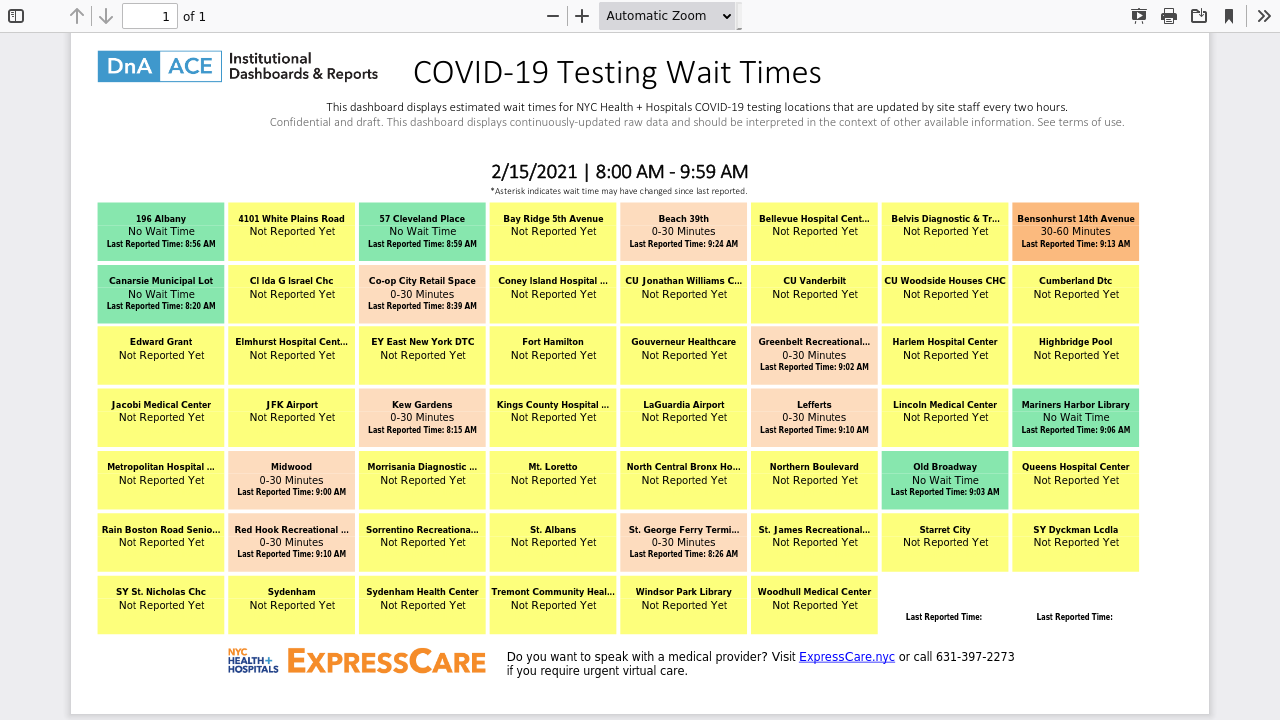 1 of 1 Automatic Zoom
DnA ACE Institutional Dashboards & Reports
COVID-19 Testing Wait Times
This dashboard displays estimated wait times for NYC Health + Hospitals COVID-19 testing locations that are updated by site staff every two hours.
Confidential and draft. This dashboard displays continuously-updated raw data and should be interpreted in the context of other available information. See terms of use.
2/15/2021 | 8:00 AM - 9:59 AM
*Asterisk indicates wait time may have changed since last reported.
196 Albany
No Wait Time
Last Reported Time: 8:56 AM
4101 White Plains Road
Not Reported Yet
57 Cleveland Place
No Wait Time
Last Reported Time: 8:59 AM
Bay Ridge 5th Avenue
Not Reported Yet
Beach 39th
0-30 Minutes
Last Reported Time: 9:24 AM
Bellevue Hospital Cent...
Not Reported Yet
Belvis Diagnostic & Tr...
Not Reported Yet
Bensonhurst 14th Avenue
30-60 Minutes
Last Reported Time: 9:13 AM
Canarsie Municipal Lot
No Wait Time
Last Reported Time: 8:20 AM
CI Ida G Israel Chc
Not Reported Yet
Co-op City Retail Space
0-30 Minutes
Last Reported Time: 8:39 AM
Coney Island Hospital ...
Not Reported Yet
CU Jonathan Williams C...
Not Reported Yet
CU Vanderbilt
Not Reported Yet
CU Woodside Houses CHC
Not Reported Yet
Cumberland Dtc
Not Reported Yet
Edward Grant
Not Reported Yet
Elmhurst Hospital Cent...
Not Reported Yet
EY East New York DTC
Not Reported Yet
Fort Hamilton
Not Reported Yet
Gouverneur Healthcare
Not Reported Yet
Greenbelt Recreational...
0-30 Minutes
Last Reported Time: 9:02 AM
Harlem Hospital Center
Not Reported Yet
Highbridge Pool
Not Reported Yet
Jacobi Medical Center
Not Reported Yet
JFK Airport
Not Reported Yet
Kew Gardens
0-30 Minutes
Last Reported Time: 8:15 AM
Kings County Hospital ...
Not Reported Yet
LaGuardia Airport
Not Reported Yet
Lefferts
0-30 Minutes
Last Reported Time: 9:10 AM
Lincoln Medical Center
Not Reported Yet
Mariners Harbor Library
No Wait Time
Last Reported Time: 9:06 AM
Metropolitan Hospital ...
Not Reported Yet
Midwood
0-30 Minutes
Last Reported Time: 9:00 AM
Morrisania Diagnostic ...
Not Reported Yet
Mt. Loretto
Not Reported Yet
North Central Bronx Ho...
Not Reported Yet
Northern Boulevard
Not Reported Yet
Old Broadway
No Wait Time
Last Reported Time: 9:03 AM
Queens Hospital Center
Not Reported Yet
Rain Boston Road Senio...
Not Reported Yet
Red Hook Recreational ...
0-30 Minutes
Last Reported Time: 9:10 AM
Sorrentino Recreationa...
Not Reported Yet
St. Albans
Not Reported Yet
St. George Ferry Termi...
0-30 Minutes
Last Reported Time: 8:26 AM
St. James Recreational...
Not Reported Yet
Starret City
Not Reported Yet
SY Dyckman Lcdla
Not Reported Yet
SY St. Nicholas Chc
Not Reported Yet
Sydenham
Not Reported Yet
Sydenham Health Center
Not Reported Yet
Tremont Community Heal...
Not Reported Yet
Windsor Park Library
Not Reported Yet
Woodhull Medical Center
Not Reported Yet
Last Reported Time:
Last Reported Time:
NYC
HEALTH+
HOSPITALS
EXPRESSCARE
Do you want to speak with a medical provider? Visit ExpressCare.nyc or call 631-397-2273
if you require urgent virtual care.